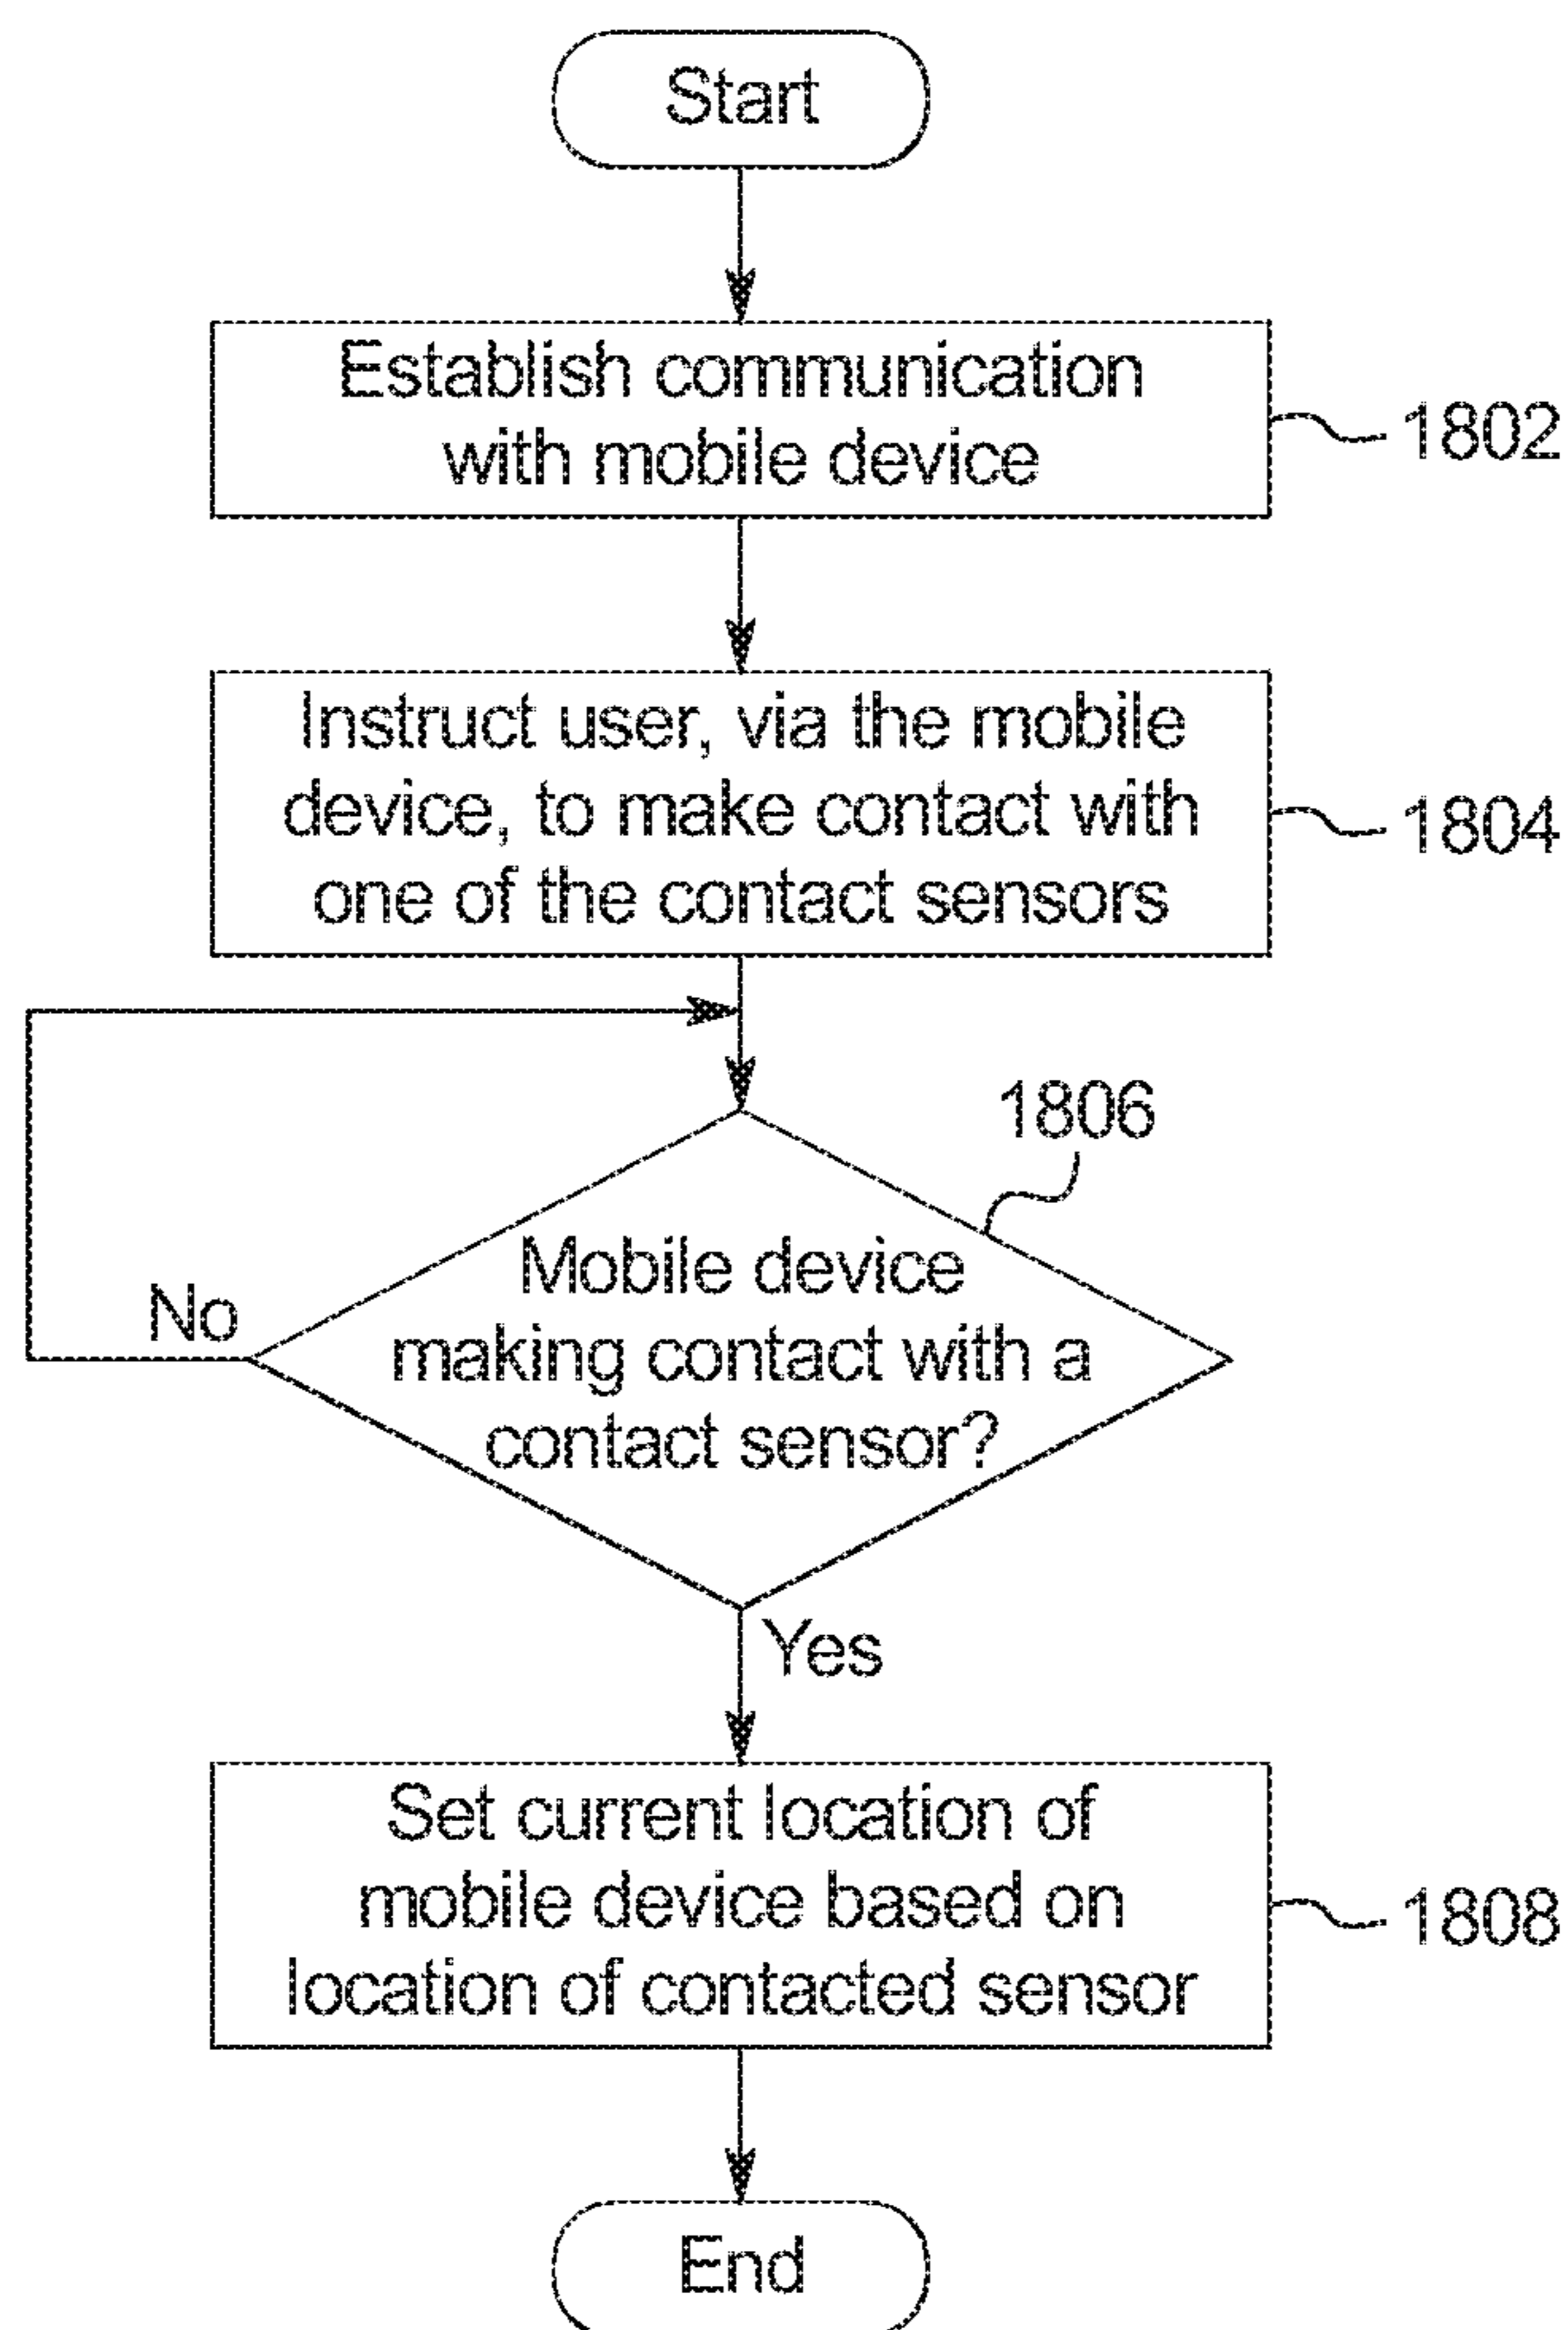 Start
Establish communication
with mobile device
1802
Instruct user, via the mobile
device, to make contact with
one of the contact sensors
1804
1806
Mobile device
making contact with a
contact sensor?
No
Yes
Set current location of
mobile device based on
location of contacted sensor
1808
End